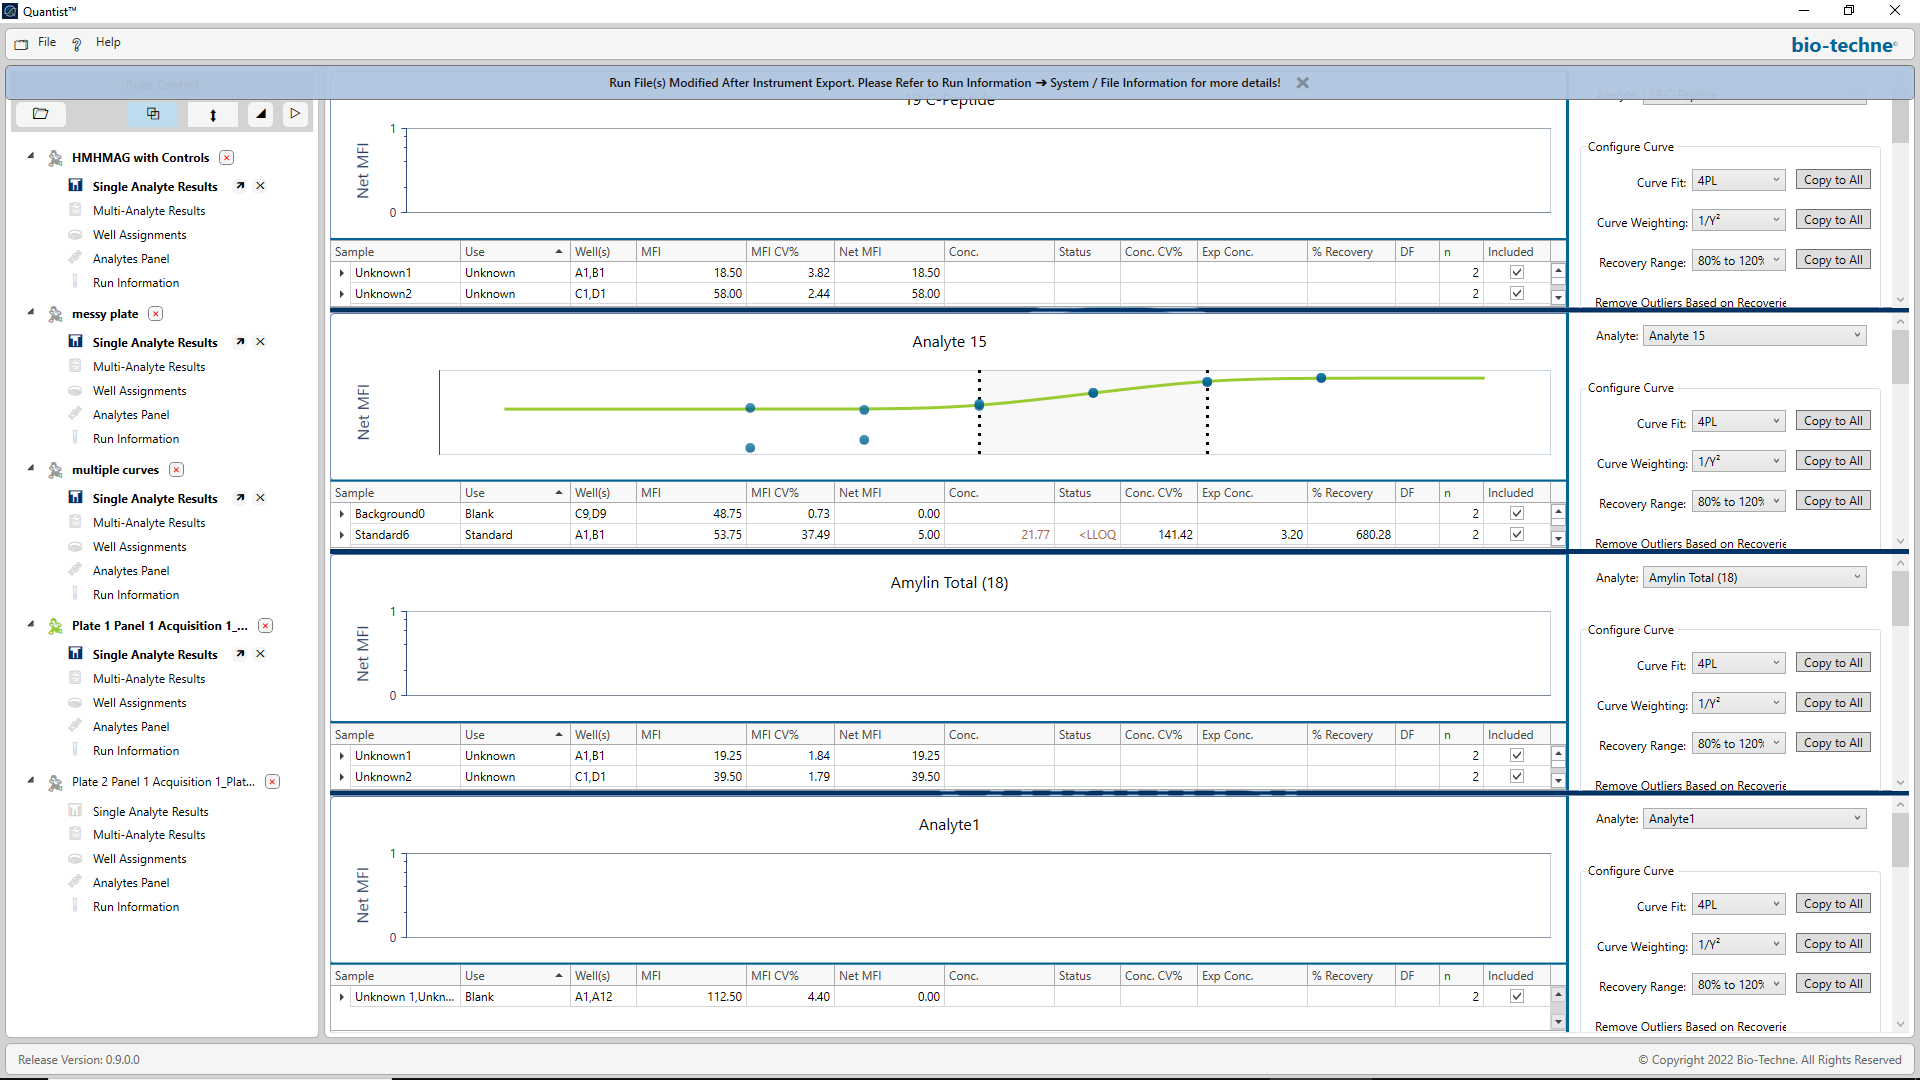 Quantist™
File
Help
bio-techne
Run File(s) Modified After Instrument Export. Please Refer to Run Information ➔ System / File Information for more details!
Runs Control
HMHMAG with Controls
Single Analyte Results
Multi-Analyte Results
Well Assignments
Analytes Panel
Run Information
messy plate
Single Analyte Results
Multi-Analyte Results
Well Assignments
Analytes Panel
Run Information
multiple curves
Single Analyte Results
Multi-Analyte Results
Well Assignments
Analytes Panel
Run Information
Plate 1 Panel 1 Acquisition 1_...
Single Analyte Results
Multi-Analyte Results
Well Assignments
Analytes Panel
Run Information
Plate 2 Panel 1 Acquisition 1_Plat...
Single Analyte Results
Multi-Analyte Results
Well Assignments
Analytes Panel
Run Information
19 C-Peptide
Net MFI
1
0
Sample Use Well(s) MFI MFI CV% Net MFI Conc. Status Conc. CV% Exp Conc. % Recovery DF n Included
Unknown1 Unknown A1,B1 18.50 3.82 18.50 2
Unknown2 Unknown C1,D1 58.00 2.44 58.00 2
Analyte: 19 C-Peptide
Configure Curve
Curve Fit: 4PL Copy to All
Curve Weighting: 1/Y² Copy to All
Recovery Range: 80% to 120% Copy to All
Remove Outliers Based on Recoverie
Analyte 15
Net MFI
Sample Use Well(s) MFI MFI CV% Net MFI Conc. Status Conc. CV% Exp Conc. % Recovery DF n Included
Background0 Blank C9,D9 48.75 0.73 0.00 2
Standard6 Standard A1,B1 53.75 37.49 5.00 21.77 <LLOQ 141.42 3.20 680.28 2
Analyte: Analyte 15
Configure Curve
Curve Fit: 4PL Copy to All
Curve Weighting: 1/Y² Copy to All
Recovery Range: 80% to 120% Copy to All
Remove Outliers Based on Recoverie
Amylin Total (18)
Net MFI
1
0
Sample Use Well(s) MFI MFI CV% Net MFI Conc. Status Conc. CV% Exp Conc. % Recovery DF n Included
Unknown1 Unknown A1,B1 19.25 1.84 19.25 2
Unknown2 Unknown C1,D1 39.50 1.79 39.50 2
Analyte: Amylin Total (18)
Configure Curve
Curve Fit: 4PL Copy to All
Curve Weighting: 1/Y² Copy to All
Recovery Range: 80% to 120% Copy to All
Remove Outliers Based on Recoverie
Analyte1
Net MFI
1
0
Sample Use Well(s) MFI MFI CV% Net MFI Conc. Status Conc. CV% Exp Conc. % Recovery DF n Included
Unknown 1,Unkn... Blank A1,A12 112.50 4.40 0.00 2
Analyte: Analyte1
Configure Curve
Curve Fit: 4PL Copy to All
Curve Weighting: 1/Y² Copy to All
Recovery Range: 80% to 120% Copy to All
Remove Outliers Based on Recoverie
Release Version: 0.9.0.0
© Copyright 2022 Bio-Techne. All Rights Reserved